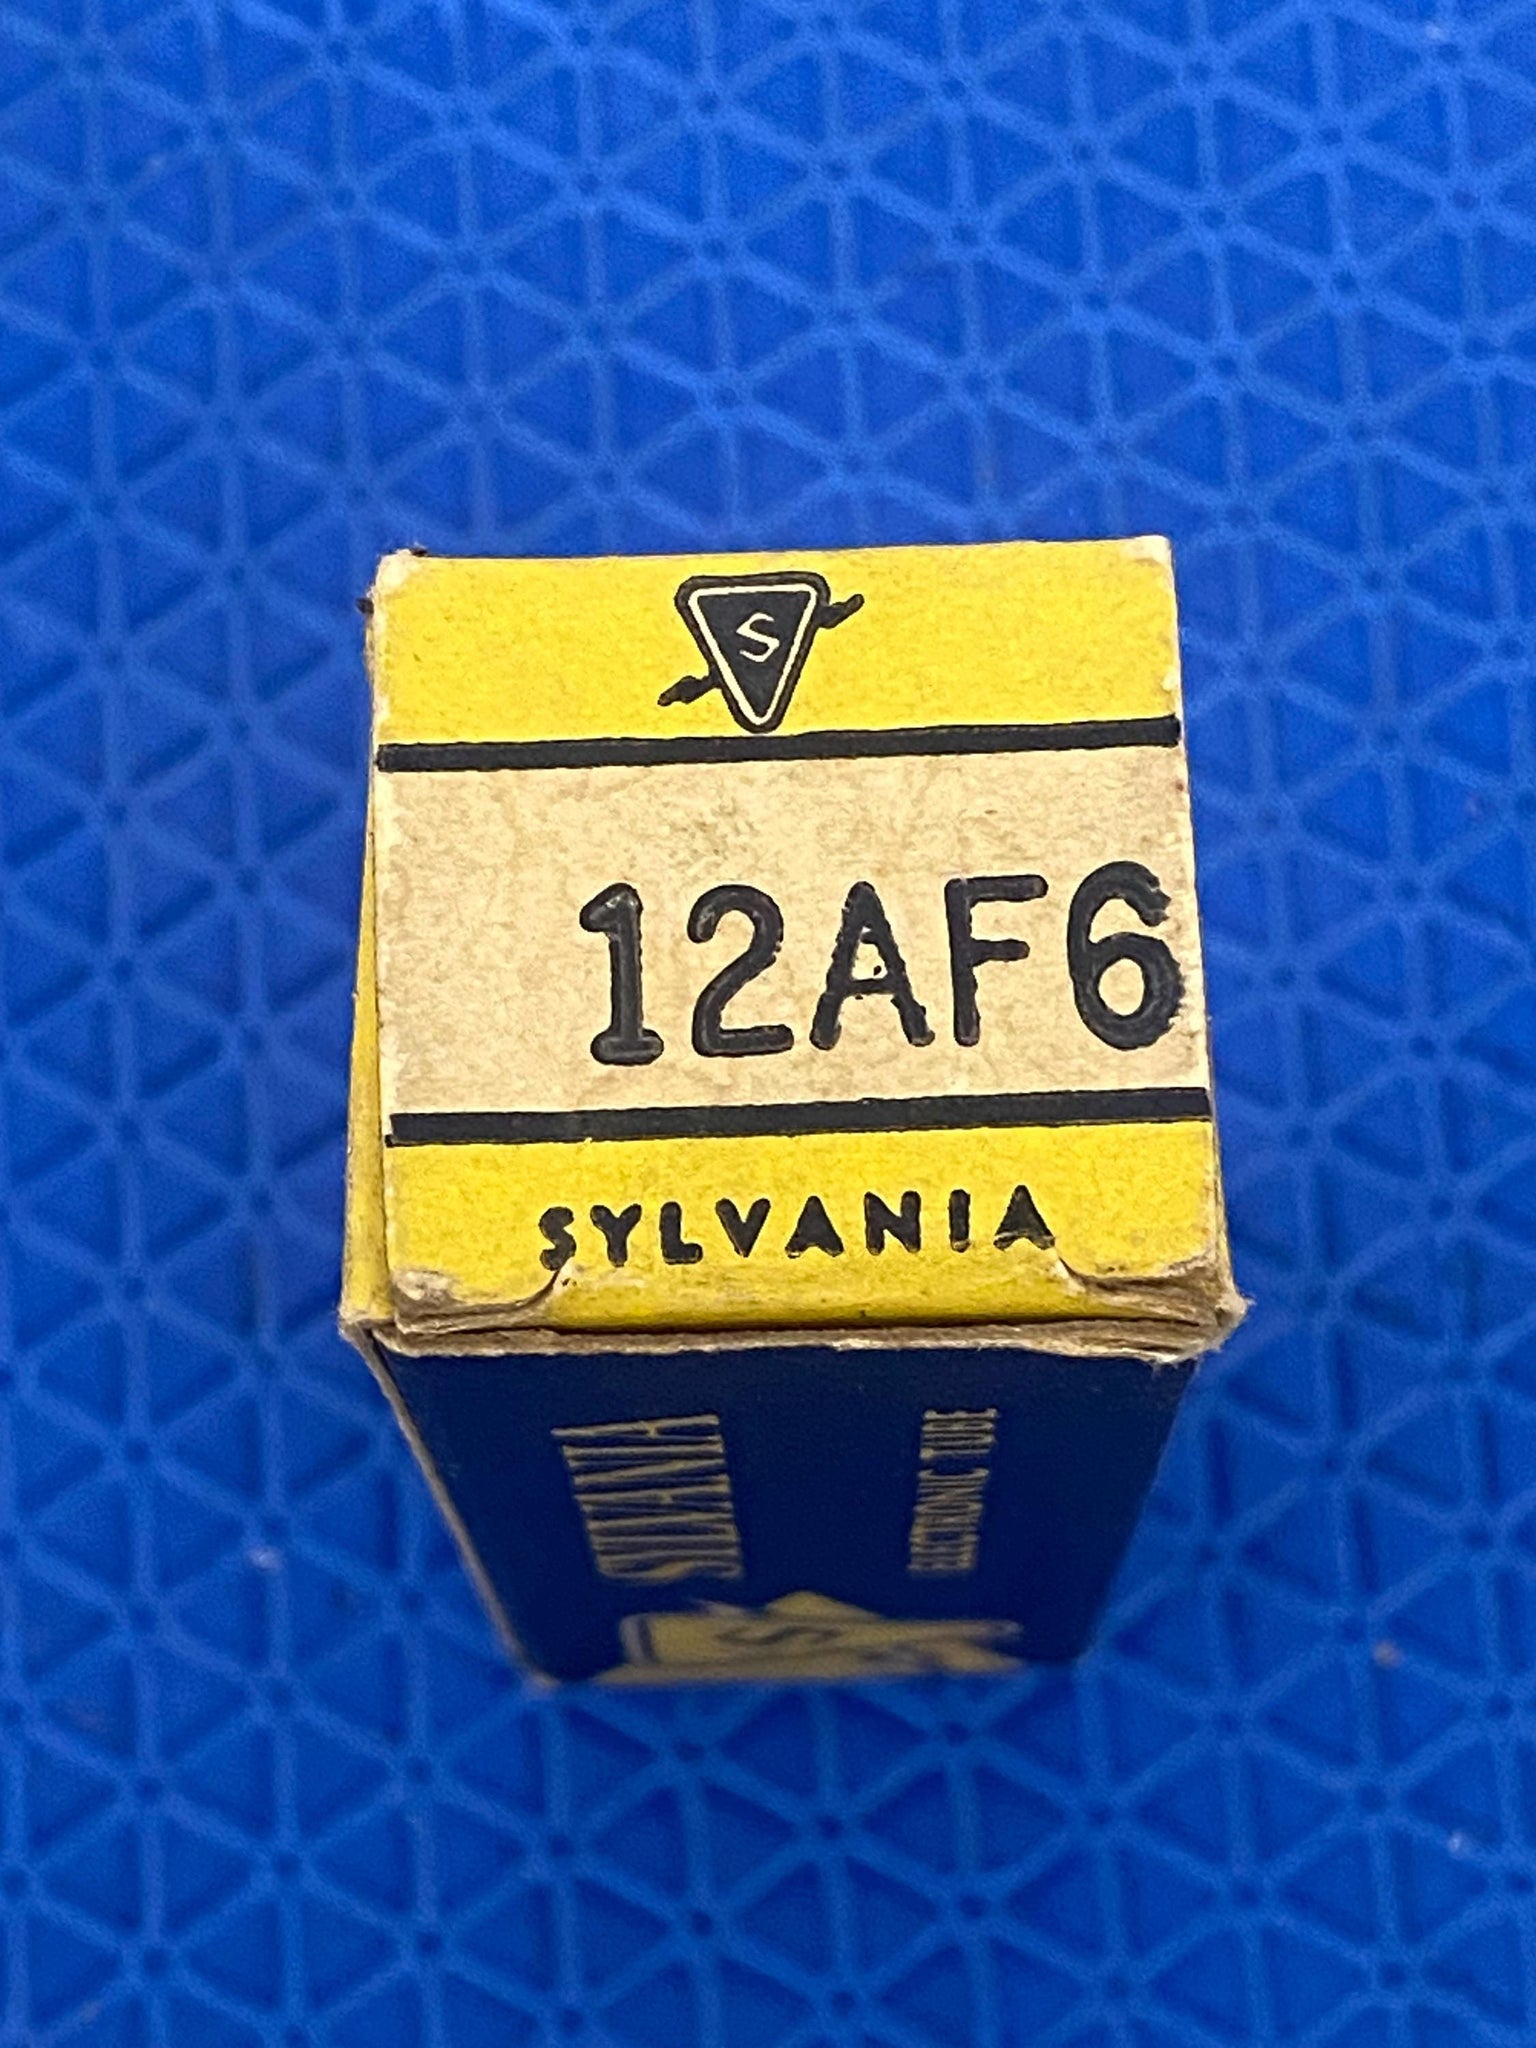 S
12AF6
SYLVANIA
SYLVANIA
ELECTRONIC TUBE
S